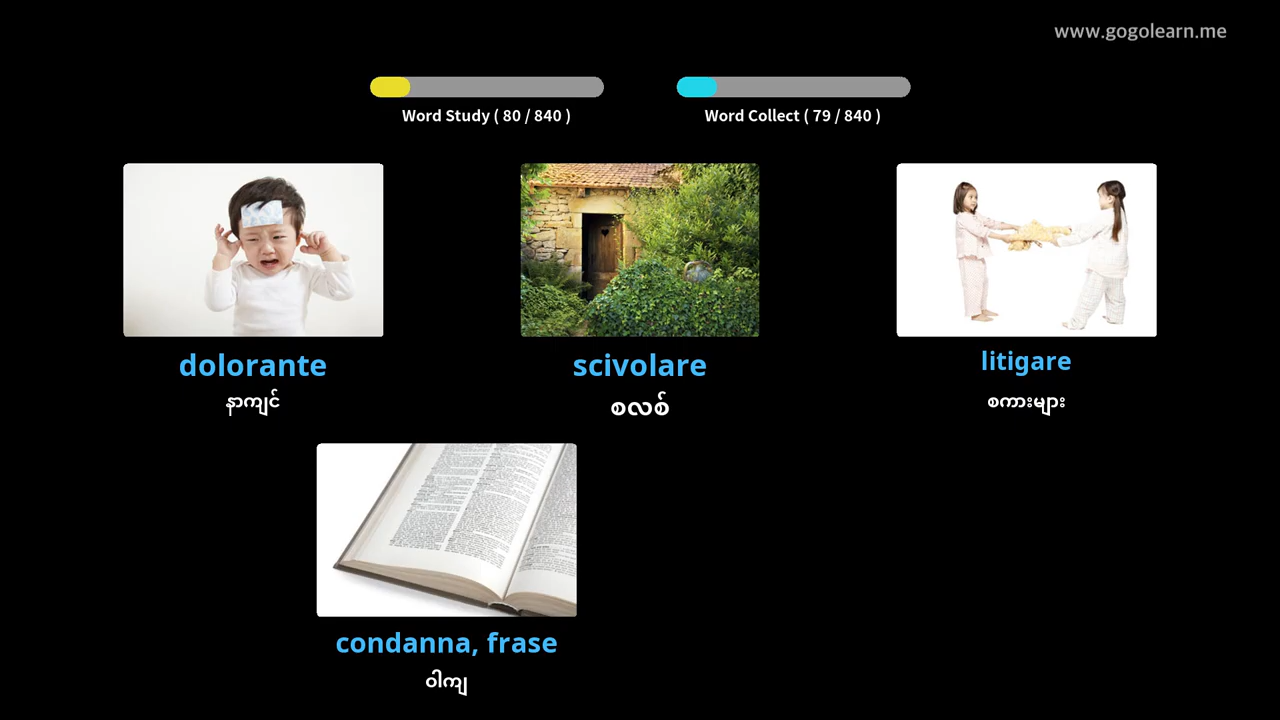 www.gogolearn.me
Word Study ( 80 / 840 )
Word Collect ( 79 / 840 )
dolorante
နာကျင်
scivolare
စလစ်
litigare
စကားများ
condanna, frase
ဝါကျ